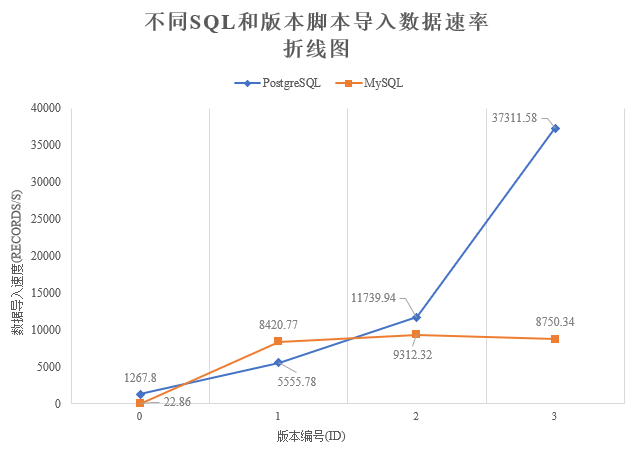 不同SQL和版本脚本导入数据速率
折线图
PostgreSQL MySQL
40000
35000
30000
25000
20000
15000
10000
5000
0
数据导入速度(RECORDS/S)
37311.58
11739.94
8420.77
9312.32
8750.34
5555.78
1267.8
22.86
0 1 2 3
版本编号(ID)